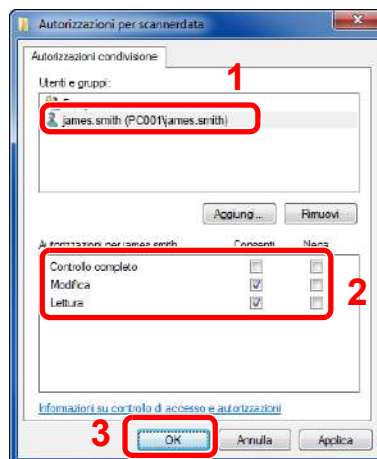 Autorizzazioni per scannerdata
Autorizzazioni condivisione
1
Utenti e gruppi:
james.smith (PC001\james.smith)
Aggiungi...
Rimuovi
Autorizzazioni per james.smith
Consenti
Nega
Controllo completo
Modifica
Lettura
2
Informazioni su controllo di accesso e autorizzazioni
3
OK
Annulla
Applica